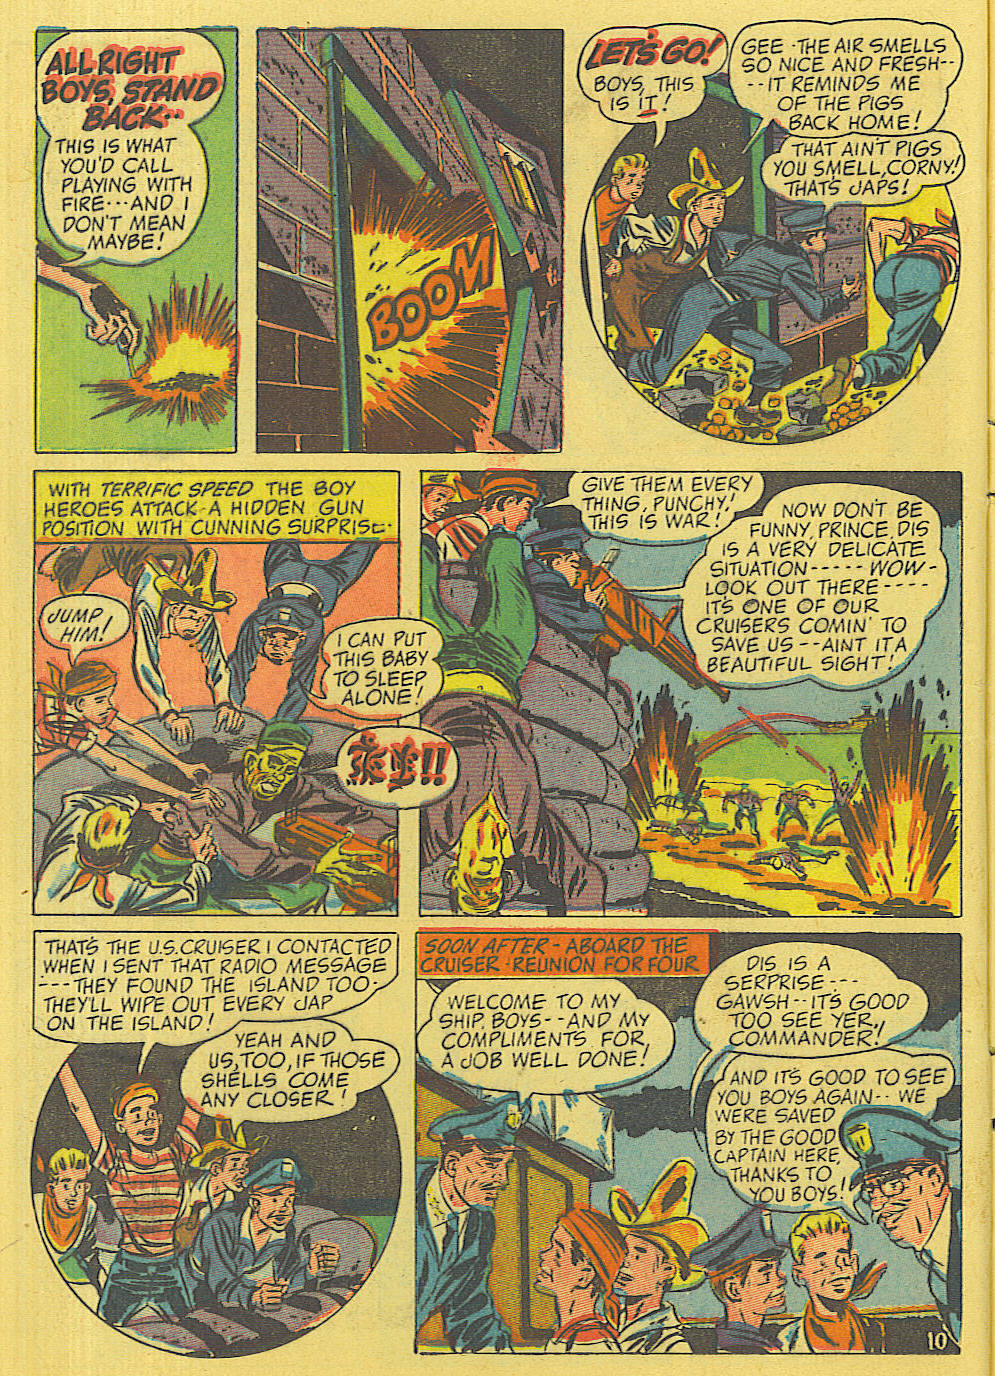 ALL RIGHT
BOYS, STAND
BACK--
THIS IS WHAT
YOU'D CALL
PLAYING WITH
FIRE---AND I
DON'T MEAN
MAYBE!
BOOM
LET'S GO!
BOYS, THIS
IS IT!
GEE - THE AIR SMELLS
SO NICE AND FRESH--
--IT REMINDS ME
OF THE PIGS
BACK HOME!
THAT AIN'T PIGS
YOU SMELL, CORNY!
THAT'S JAPS!
WITH TERRIFIC SPEED THE BOY
HEROES ATTACK A HIDDEN GUN
POSITION WITH CUNNING SURPRISE.
JUMP
HIM!
I CAN PUT
THIS BABY
TO SLEEP
ALONE!
GIVE THEM EVERY
THING, PUNCHY!
THIS IS WAR!
NOW DON'T BE
FUNNY, PRINCE, DIS
IS A VERY DELICATE
SITUATION-----WOW-
LOOK OUT THERE----
IT'S ONE OF OUR
CRUISERS COMIN' TO
SAVE US--AINT IT A
BEAUTIFUL SIGHT!
THAT'S THE U.S. CRUISER I CONTACTED
WHEN I SENT THAT RADIO MESSAGE
---THEY FOUND THE ISLAND TOO-
THEY'LL WIPE OUT EVERY JAP
ON THE ISLAND!
YEAH AND
US, TOO, IF THOSE
SHELLS COME
ANY CLOSER!
SOON AFTER - ABOARD THE
CRUISER - REUNION FOR FOUR
WELCOME TO MY
SHIP, BOYS--AND MY
COMPLIMENTS FOR
A JOB WELL DONE!
DIS IS A
SERPRISE---
GAWSH--IT'S GOOD
TOO SEE YER,
COMMANDER!
AND IT'S GOOD TO SEE
YOU BOYS AGAIN--WE
WERE SAVED
BY THE GOOD
CAPTAIN HERE,
THANKS TO
YOU BOYS!
10